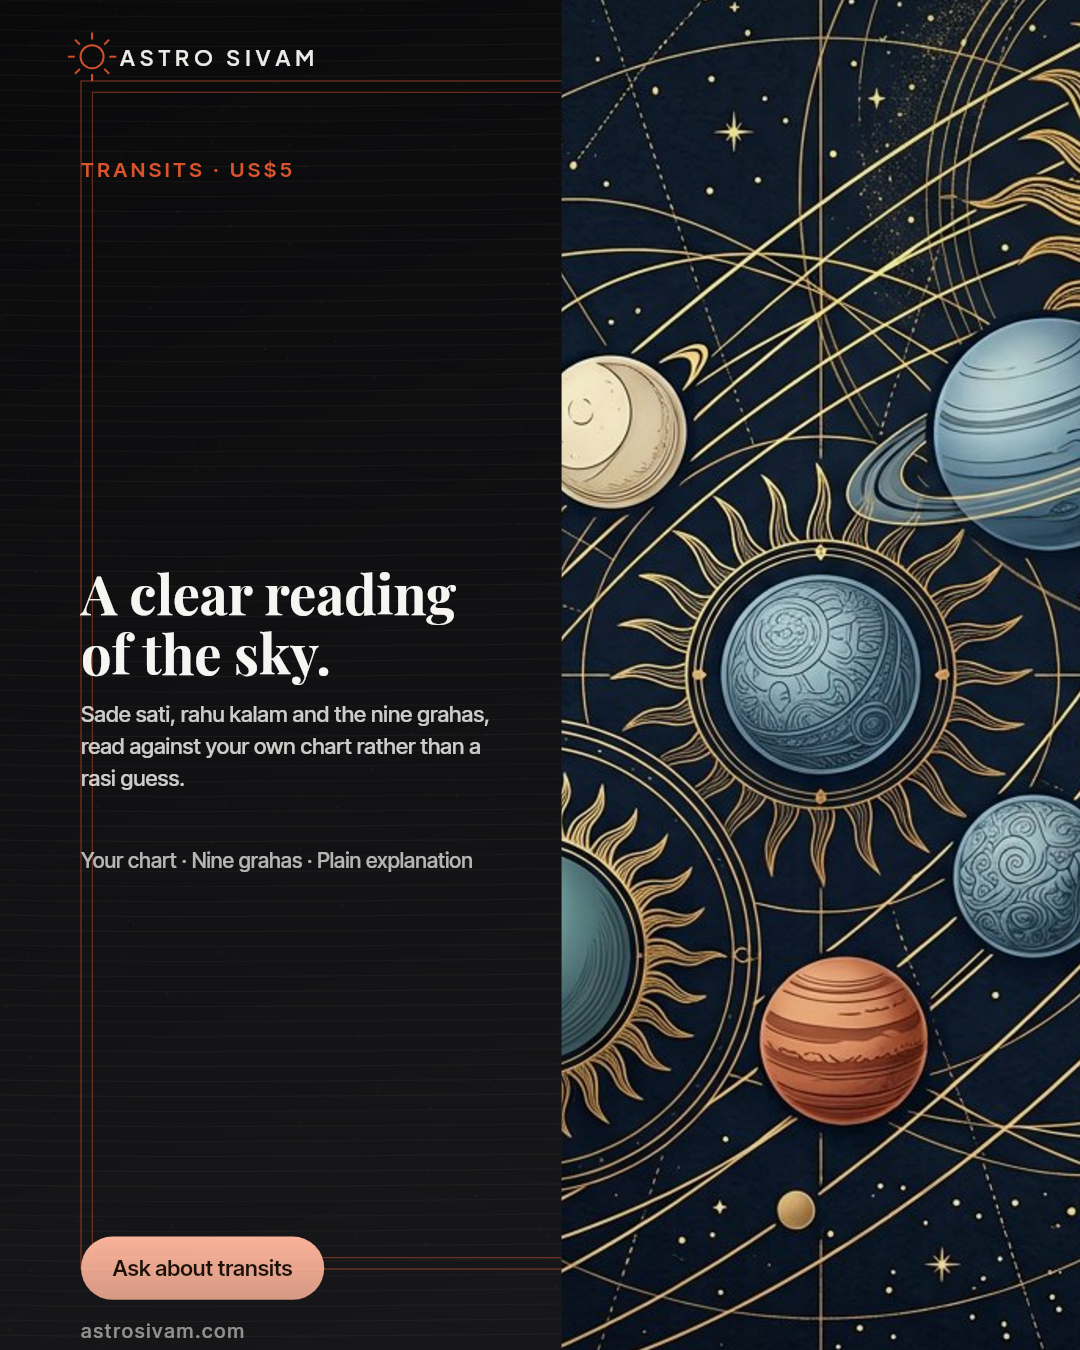 ASTRO SIVAM
TRANSITS · US$5
A clear reading
of the sky.
Sade sati, rahu kalam and the nine grahas,
read against your own chart rather than a
rasi guess.
Your chart · Nine grahas · Plain explanation
Ask about transits
astrosivam.com